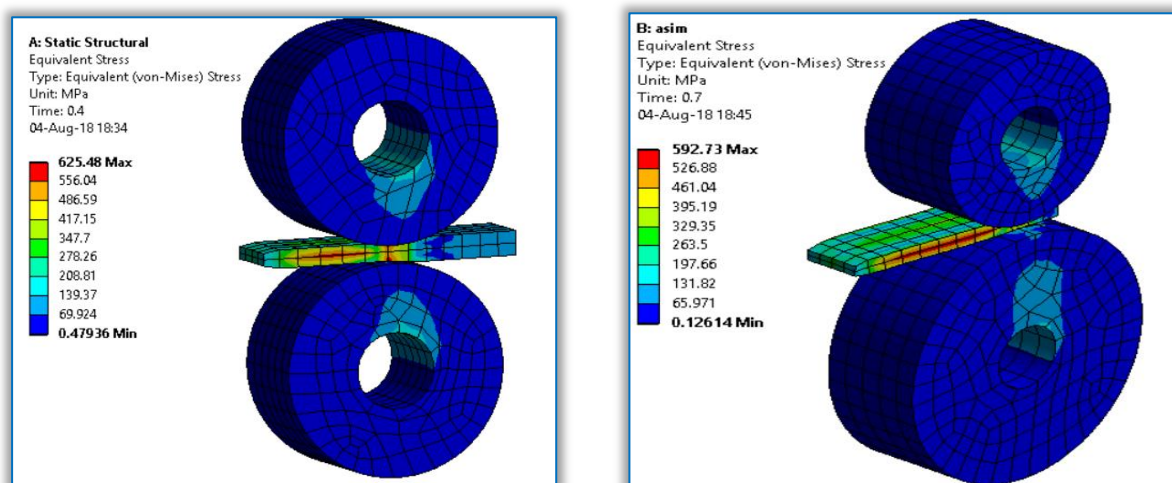 A: Static Structural
Equivalent Stress
Type: Equivalent (von-Mises) Stress
Unit: MPa
Time: 0.4
04-Aug-18 18:34
625.48 Max
556.04
486.59
417.15
347.7
278.26
208.81
139.37
69.924
0.47936 Min
B: asim
Equivalent Stress
Type: Equivalent (von-Mises) Stress
Unit: MPa
Time: 0.7
04-Aug-18 18:45
592.73 Max
526.88
461.04
395.19
329.35
263.5
197.66
131.82
65.971
0.12614 Min